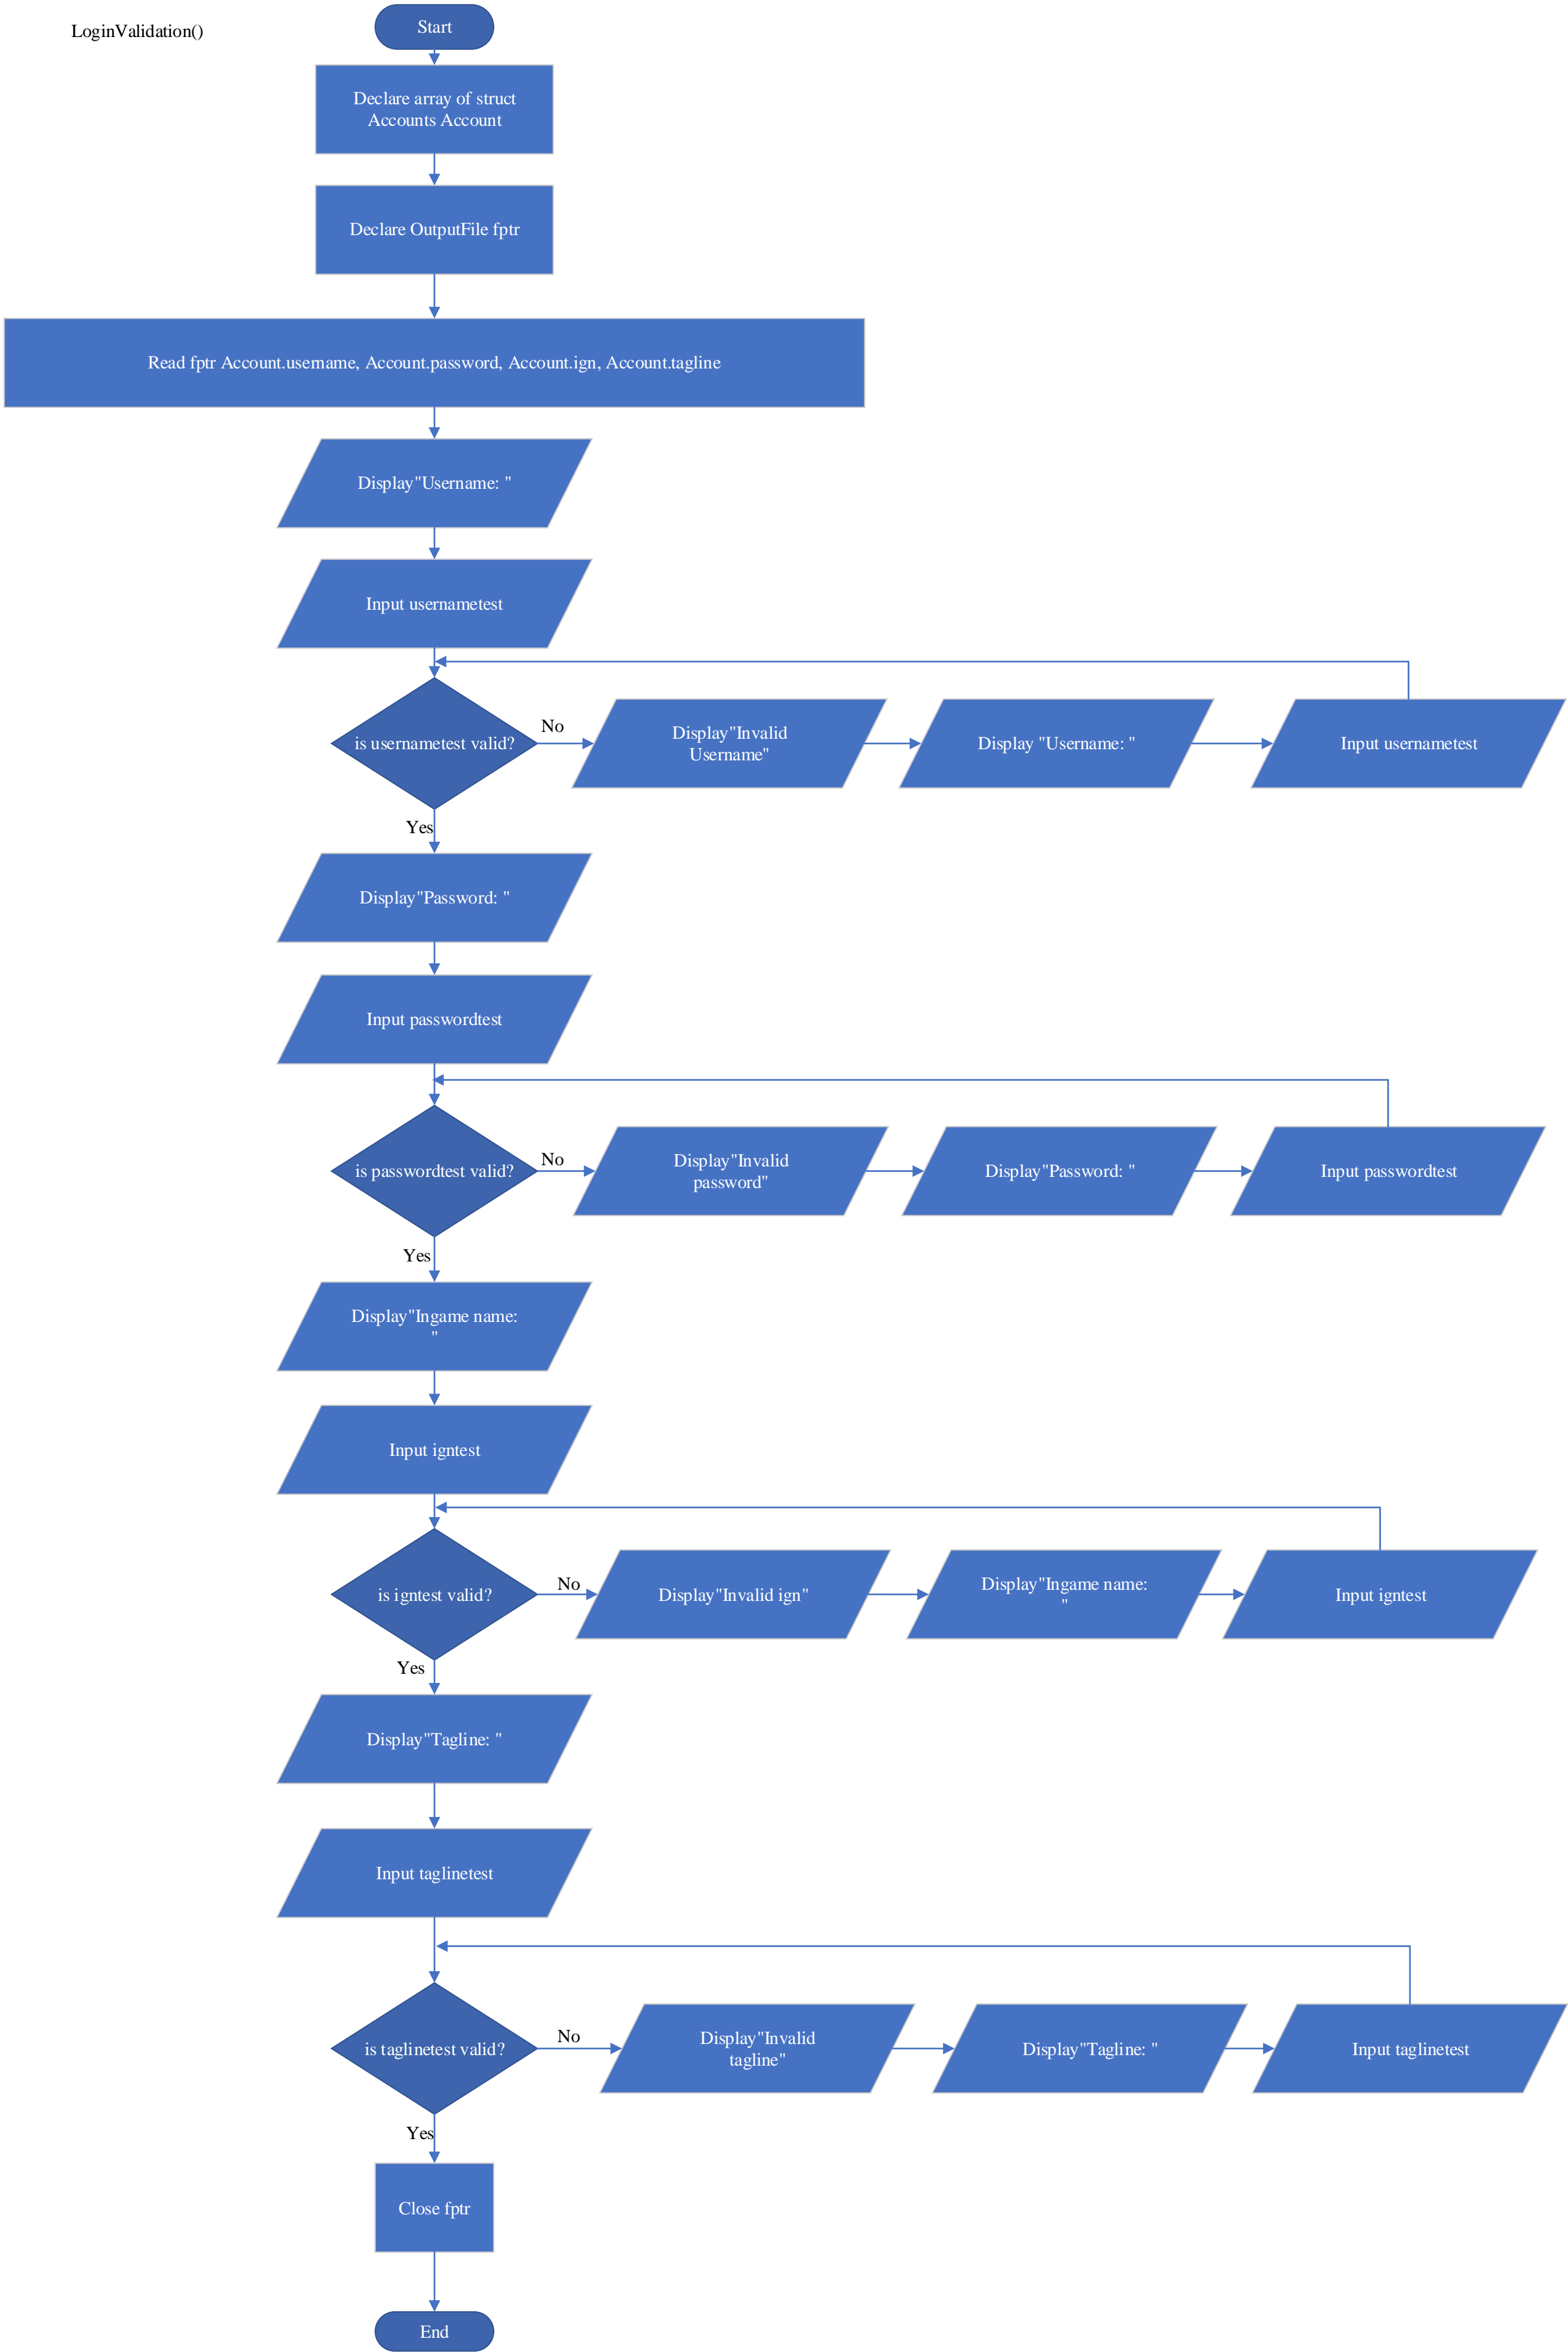 LoginValidation()
Start
Declare array of struct
Accounts Account
Declare OutputFile fptr
Read fptr Account.username, Account.password, Account.ign, Account.tagline
Display"Username: "
Input usernametest
is usernametest valid?
No
Display"Invalid
Username"
Display "Username: "
Input usernametest
Yes
Display"Password: "
Input passwordtest
is passwordtest valid?
No
Display"Invalid
password"
Display"Password: "
Input passwordtest
Yes
Display"Ingame name:
"
Input igntest
is igntest valid?
No
Display"Invalid ign"
Display"Ingame name:
"
Input igntest
Yes
Display"Tagline: "
Input taglinetest
is taglinetest valid?
No
Display"Invalid
tagline"
Display"Tagline: "
Input taglinetest
Yes
Close fptr
End